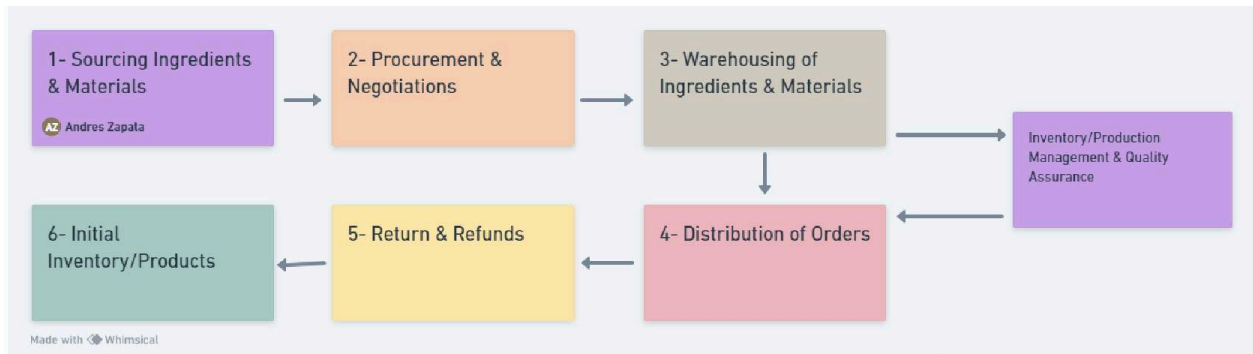 1- Sourcing Ingredients
& Materials
AZ Andres Zapata
2- Procurement &
Negotiations
3- Warehousing of
Ingredients & Materials
Inventory/Production
Management & Quality
Assurance
6- Initial
Inventory/Products
5- Return & Refunds
4- Distribution of Orders
Made with Whimsical